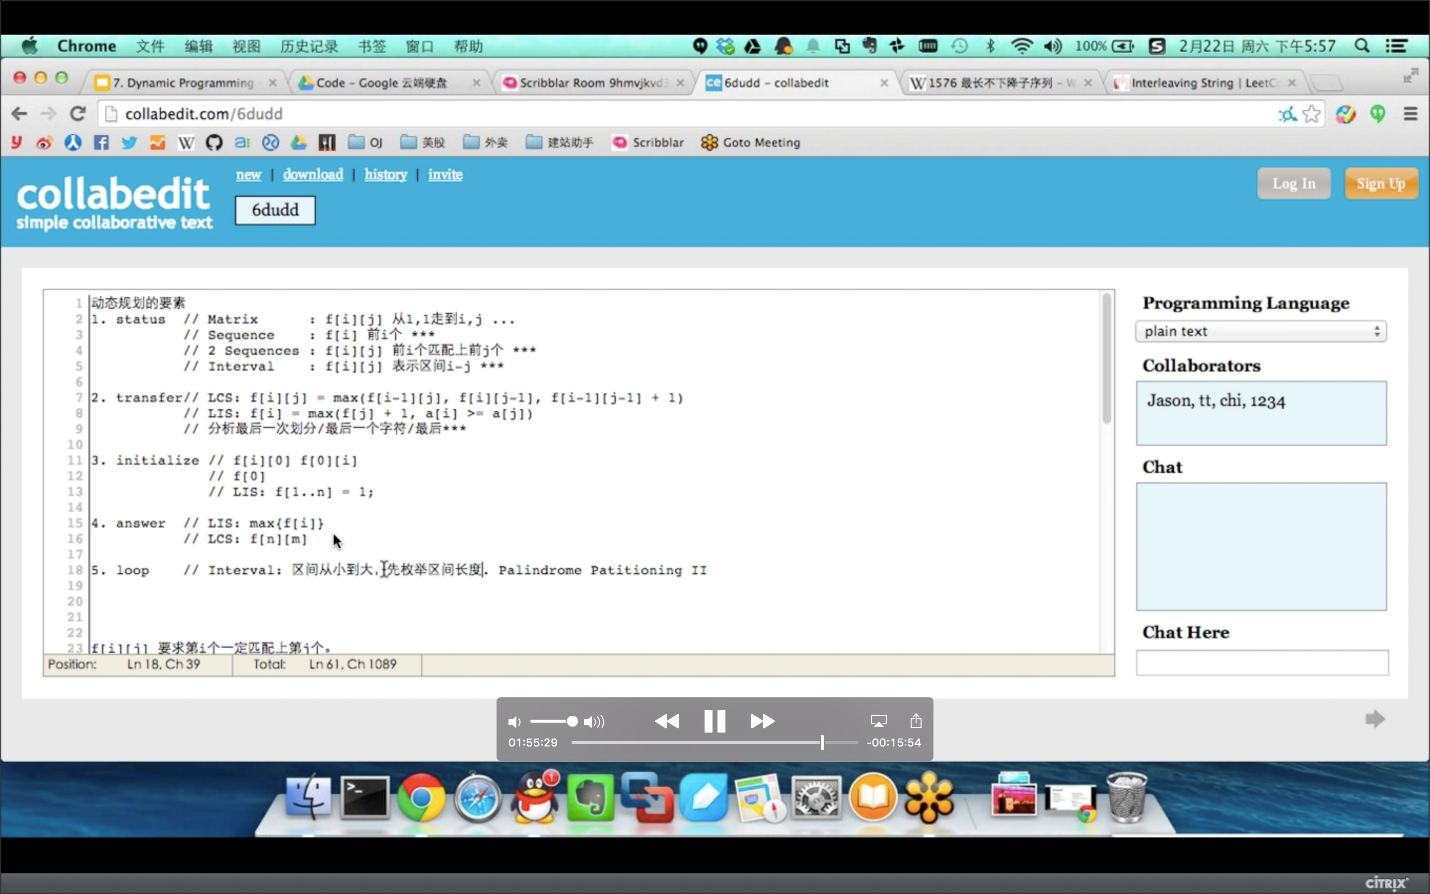 Chrome 文件 编辑 视图 历史记录 书签 窗口 帮助 100% 2月22日 周六 下午5:57
7. Dynamic Programming Code – Google 云端硬盘 Scribblar Room 9hmvjkvd 6dudd – collabedit 1576 最长不下降子序列 – Interleaving String | LeetC
collabedit.com/6dudd
OJ 美股 外卖 建站助手 Scribblar Goto Meeting
new | download | history | invite
collabedit
simple collaborative text
6dudd
Log In Sign Up
1 动态规划的要素
2 1. status // Matrix : f[i][j] 从1,1走到i,j ...
3 // Sequence : f[i] 前i个 ***
4 // 2 Sequences : f[i][j] 前i个匹配上前j个 ***
5 // Interval : f[i][j] 表示区间i-j ***
6
7 2. transfer// LCS: f[i][j] = max(f[i-1][j], f[i][j-1], f[i-1][j-1] + 1)
8 // LIS: f[i] = max(f[j] + 1, a[i] >= a[j])
9 // 分析最后一次划分/最后一个字符/最后***
10
11 3. initialize // f[i][0] f[0][i]
12 // f[0]
13 // LIS: f[1..n] = 1;
14
15 4. answer // LIS: max{f[i]}
16 // LCS: f[n][m]
17
18 5. loop // Interval: 区间从小到大,先枚举区间长度. Palindrome Patitioning II
19
20
21
22
23 f[i][j] 要求第i个一定匹配上第j个。
Position: Ln 18, Ch 39 Total: Ln 61, Ch 1089
Programming Language
plain text
Collaborators
Jason, tt, chi, 1234
Chat
Chat Here
01:55:29 -00:15:54
CITRIX